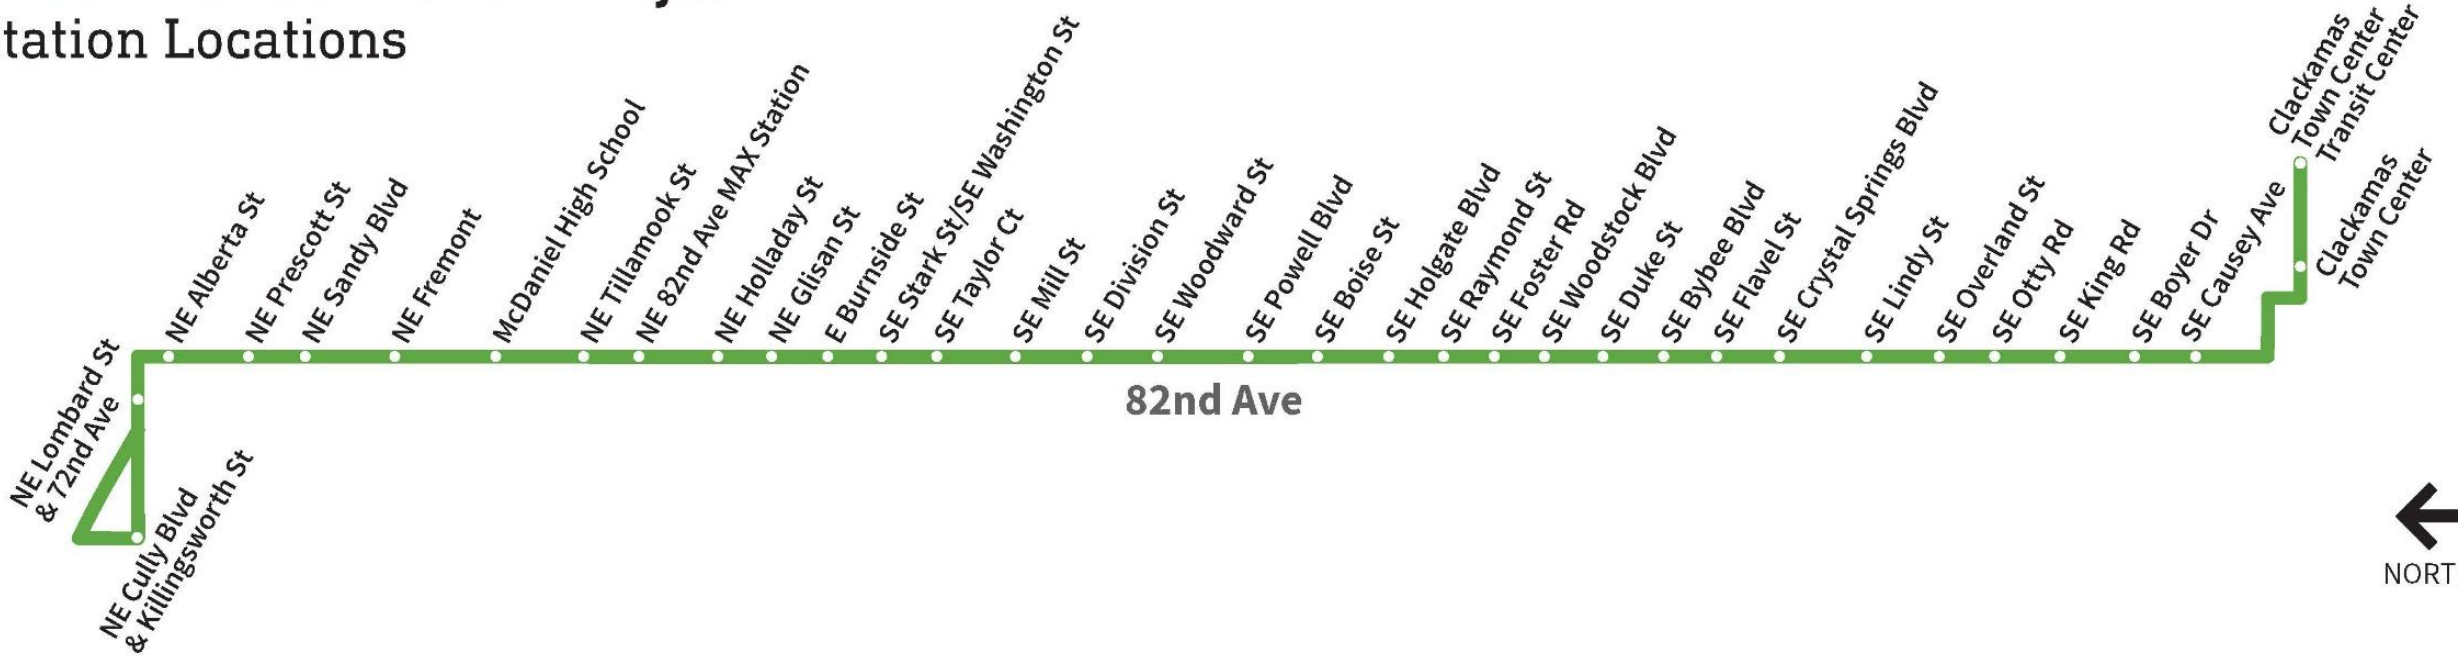 tation Locations
NE Lombard St
& 72nd Ave
NE Cully Blvd
& Killingsworth St
NE Alberta St
NE Prescott St
NE Sandy Blvd
NE Fremont
McDaniel High School
NE Tillamook St
NE 82nd Ave MAX Station
NE Holladay St
NE Glisan St
E Burnside St
SE Stark St/SE Washington St
SE Taylor Ct
SE Mill St
SE Division St
SE Woodward St
SE Powell Blvd
SE Boise St
SE Holgate Blvd
SE Raymond St
SE Foster Rd
SE Woodstock Blvd
SE Duke St
SE Bybee Blvd
SE Flavel St
SE Crystal Springs Blvd
SE Lindy St
SE Overland St
SE Otty Rd
SE King Rd
SE Boyer Dr
SE Causey Ave
Clackamas
Town Center
Transit Center
Clackamas
Town Center
82nd Ave
NORT